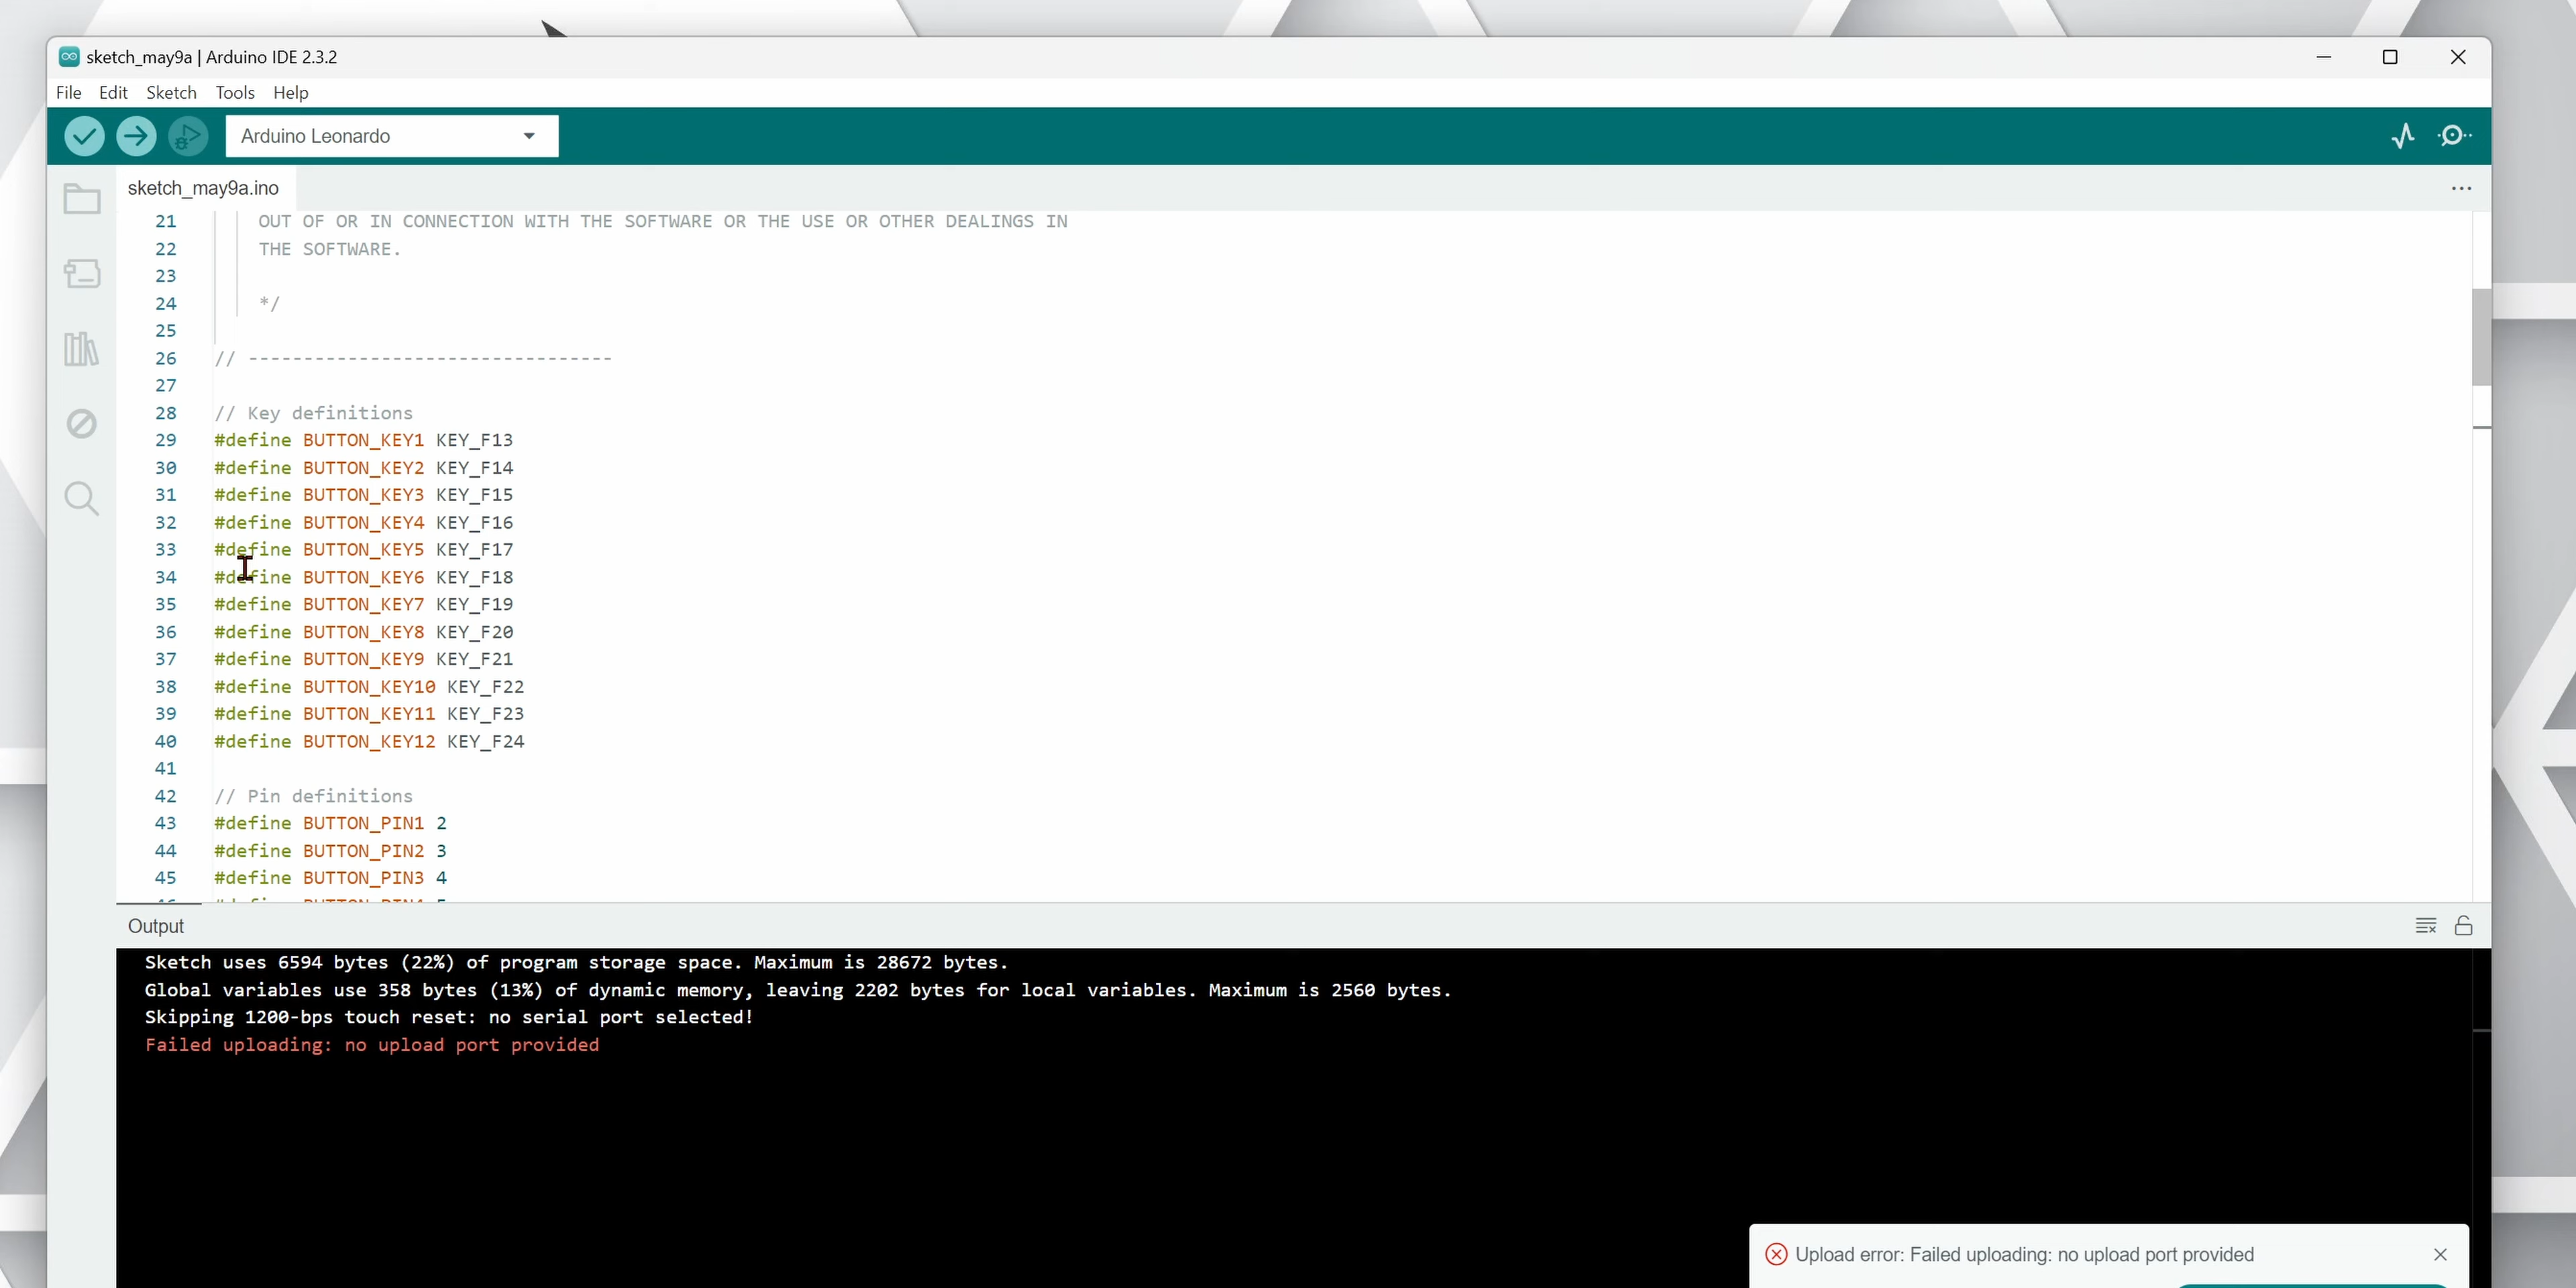 sketch_may9a | Arduino IDE 2.3.2
File Edit Sketch Tools Help
Arduino Leonardo
sketch_may9a.ino
21 OUT OF OR IN CONNECTION WITH THE SOFTWARE OR THE USE OR OTHER DEALINGS IN
22 THE SOFTWARE.
23
24 */
25
26 // ---------------------------------
27
28 // Key definitions
29 #define BUTTON_KEY1 KEY_F13
30 #define BUTTON_KEY2 KEY_F14
31 #define BUTTON_KEY3 KEY_F15
32 #define BUTTON_KEY4 KEY_F16
33 #define BUTTON_KEY5 KEY_F17
34 #define BUTTON_KEY6 KEY_F18
35 #define BUTTON_KEY7 KEY_F19
36 #define BUTTON_KEY8 KEY_F20
37 #define BUTTON_KEY9 KEY_F21
38 #define BUTTON_KEY10 KEY_F22
39 #define BUTTON_KEY11 KEY_F23
40 #define BUTTON_KEY12 KEY_F24
41
42 // Pin definitions
43 #define BUTTON_PIN1 2
44 #define BUTTON_PIN2 3
45 #define BUTTON_PIN3 4
Output
Sketch uses 6594 bytes (22%) of program storage space. Maximum is 28672 bytes.
Global variables use 358 bytes (13%) of dynamic memory, leaving 2202 bytes for local variables. Maximum is 2560 bytes.
Skipping 1200-bps touch reset: no serial port selected!
Failed uploading: no upload port provided
Upload error: Failed uploading: no upload port provided